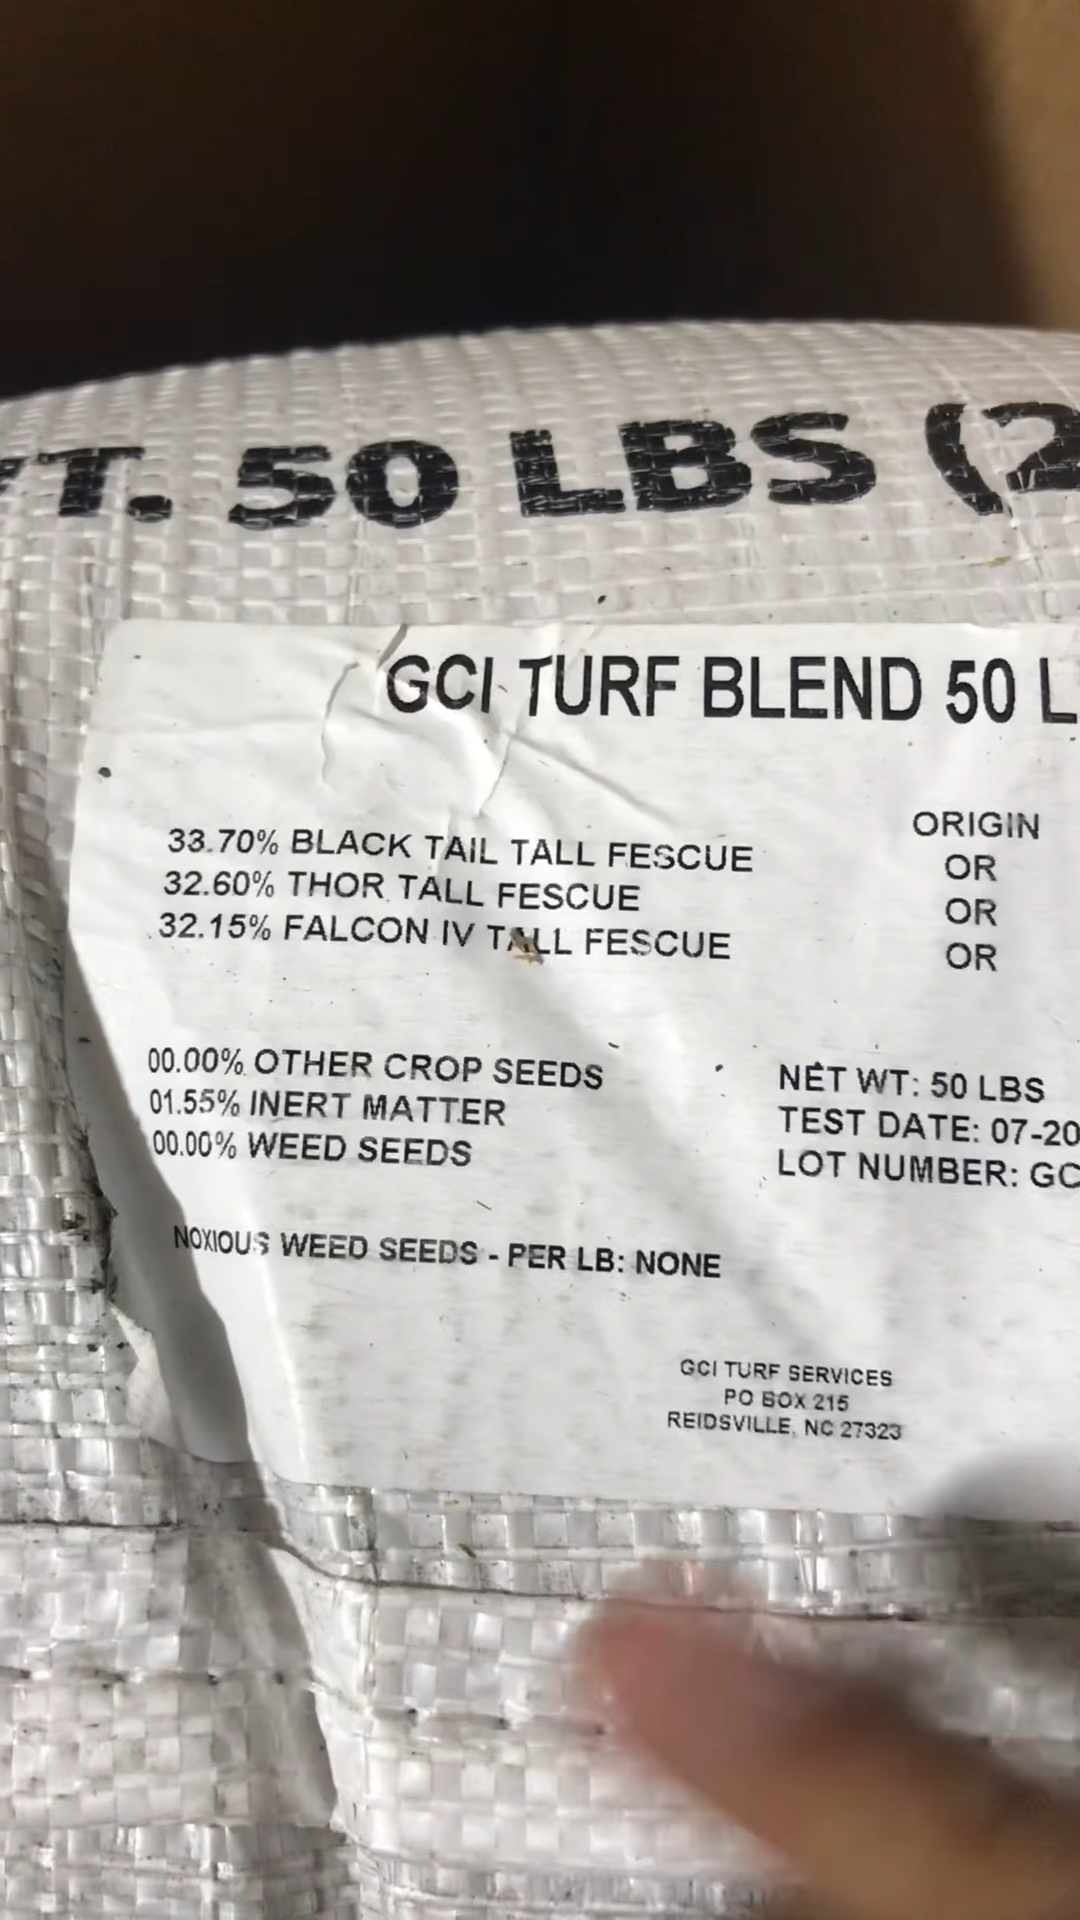 T. 50 LBS (2
GCI TURF BLEND 50 L
ORIGIN
33.70% BLACK TAIL TALL FESCUE OR
32.60% THOR TALL FESCUE OR
32.15% FALCON IV TALL FESCUE OR
00.00% OTHER CROP SEEDS NET WT: 50 LBS
01.55% INERT MATTER TEST DATE: 07-20
00.00% WEED SEEDS LOT NUMBER: GC
NOXIOUS WEED SEEDS - PER LB: NONE
GCI TURF SERVICES
PO BOX 215
REIDSVILLE, NC 27323